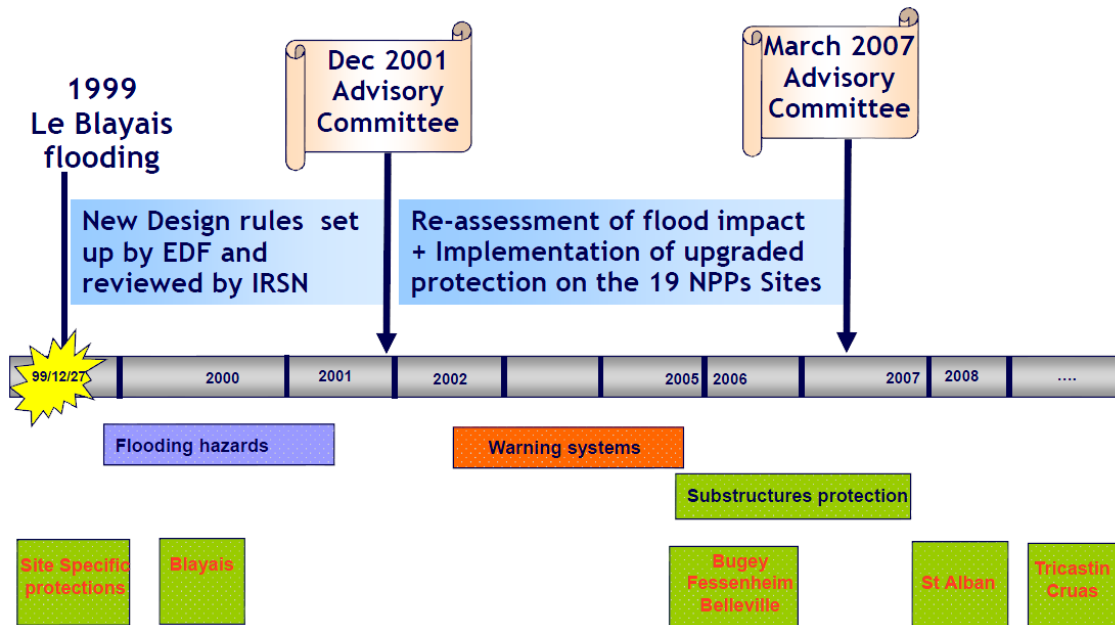 1999
Le Blayais
flooding
Dec 2001
Advisory
Committee
March 2007
Advisory
Committee
New Design rules set
up by EDF and
reviewed by IRSN
Re-assessment of flood impact
+ Implementation of upgraded
protection on the 19 NPPs Sites
99/12/27
2000
2001
2002
2005
2006
2007
2008
....
Flooding hazards
Warning systems
Substructures protection
Site Specific
protections
Blayais
Bugey
Fessenheim
Belleville
St Alban
Tricastin
Cruas